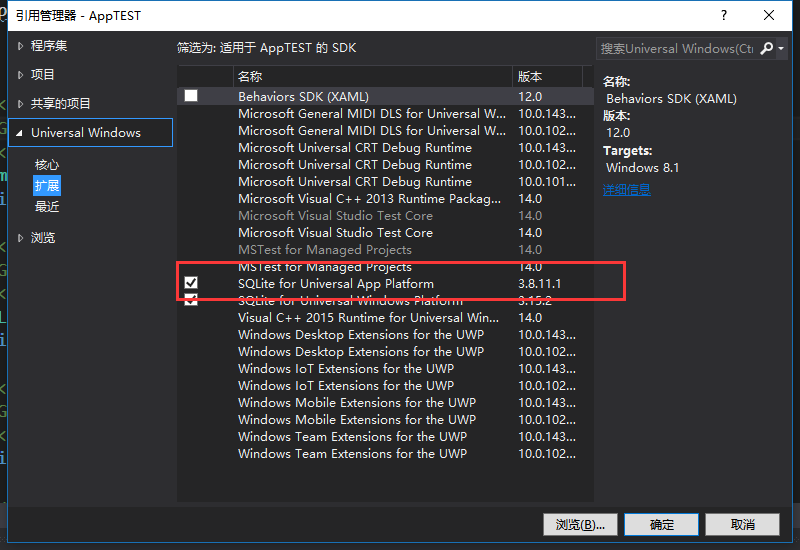 引用管理器 - AppTEST
? ×
程序集
项目
共享的项目
Universal Windows
核心
扩展
最近
浏览
筛选为: 适用于 AppTEST 的 SDK
名称 版本
Behaviors SDK (XAML) 12.0
Microsoft General MIDI DLS for Universal W... 10.0.143...
Microsoft General MIDI DLS for Universal W... 10.0.102...
Microsoft Universal CRT Debug Runtime 10.0.143...
Microsoft Universal CRT Debug Runtime 10.0.102...
Microsoft Universal CRT Debug Runtime 10.0.101...
Microsoft Visual C++ 2013 Runtime Packag... 14.0
Microsoft Visual Studio Test Core 14.0
Microsoft Visual Studio Test Core 14.0
MSTest for Managed Projects 14.0
MSTest for Managed Projects 14.0
SQLite for Universal App Platform 3.8.11.1
SQLite for Universal Windows Platform 3.15.2
Visual C++ 2015 Runtime for Universal Win... 14.0
Windows Desktop Extensions for the UWP 10.0.143...
Windows Desktop Extensions for the UWP 10.0.102...
Windows IoT Extensions for the UWP 10.0.143...
Windows IoT Extensions for the UWP 10.0.102...
Windows Mobile Extensions for the UWP 10.0.143...
Windows Mobile Extensions for the UWP 10.0.102...
Windows Team Extensions for the UWP 10.0.143...
Windows Team Extensions for the UWP 10.0.102...
搜索Universal Windows(Ctr
名称:
Behaviors SDK (XAML)
版本:
12.0
Targets:
Windows 8.1
详细信息
浏览(B)... 确定 取消